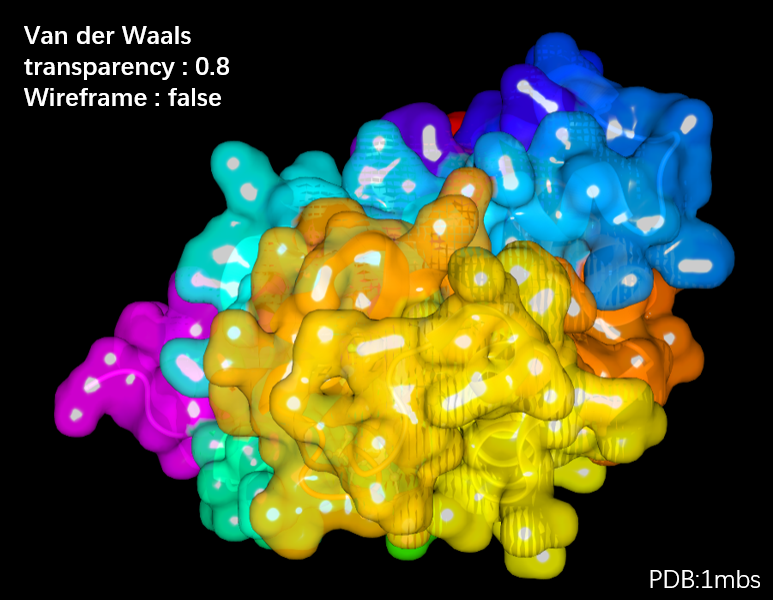 Van der Waals
transparency : 0.8
Wireframe : false
PDB:1mbs